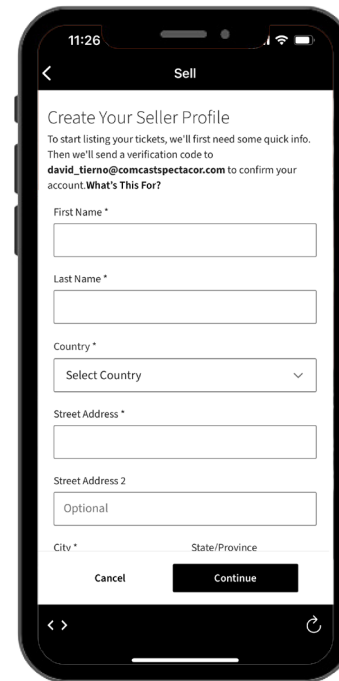 11:26
Sell
Create Your Seller Profile
To start listing your tickets, we'll first need some quick info.
Then we'll send a verification code to
david_tierno@comcastspectacor.com to confirm your
account.What's This For?
First Name *
Last Name *
Country *
Select Country
Street Address *
Street Address 2
Optional
City * State/Province
Cancel Continue